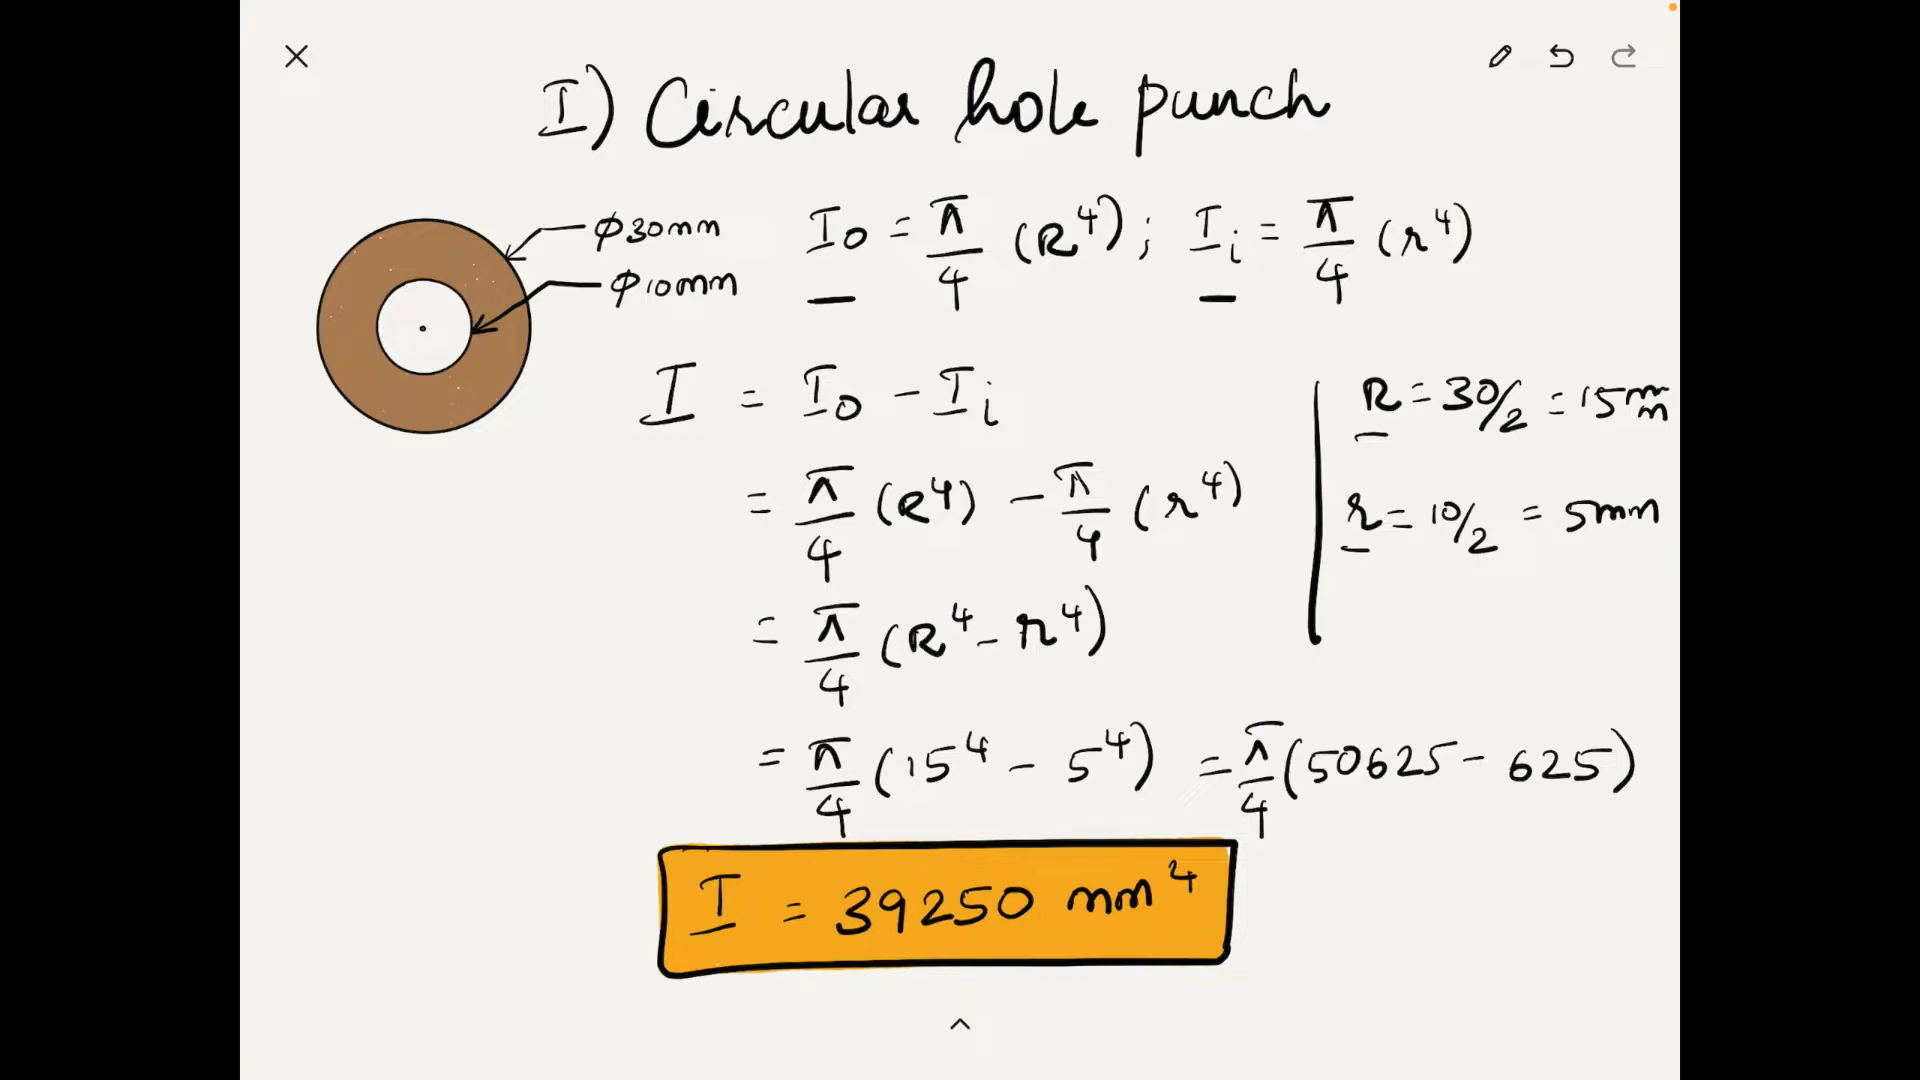 I) Circular hole punch
ϕ30mm
ϕ10mm
I₀ = π/4 (R⁴) ; Iᵢ = π/4 (r⁴)
I = I₀ - Iᵢ
= π/4 (R⁴) - π/4 (r⁴)
= π/4 (R⁴ - r⁴)
= π/4 (15⁴ - 5⁴) = π/4 (50625 - 625)
R = 30/2 = 15mm
r = 10/2 = 5mm
I = 39250 mm⁴